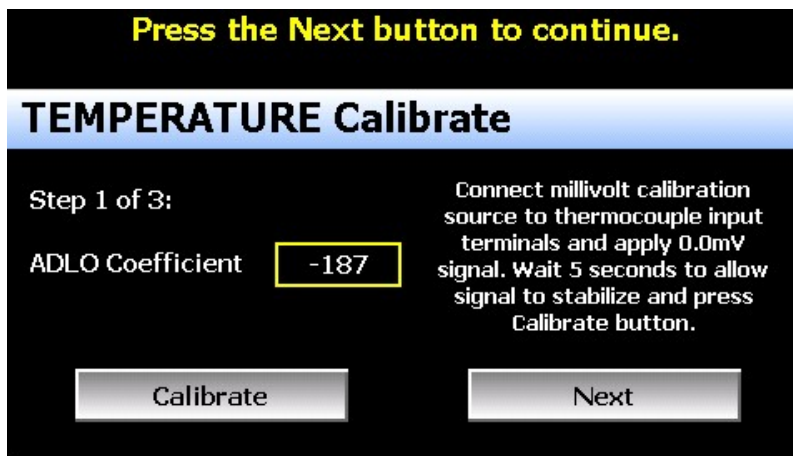 Press the Next button to continue.
TEMPERATURE Calibrate
Step 1 of 3:
ADLO Coefficient
-187
Connect millivolt calibration
source to thermocouple input
terminals and apply 0.0mV
signal. Wait 5 seconds to allow
signal to stabilize and press
Calibrate button.
Calibrate
Next